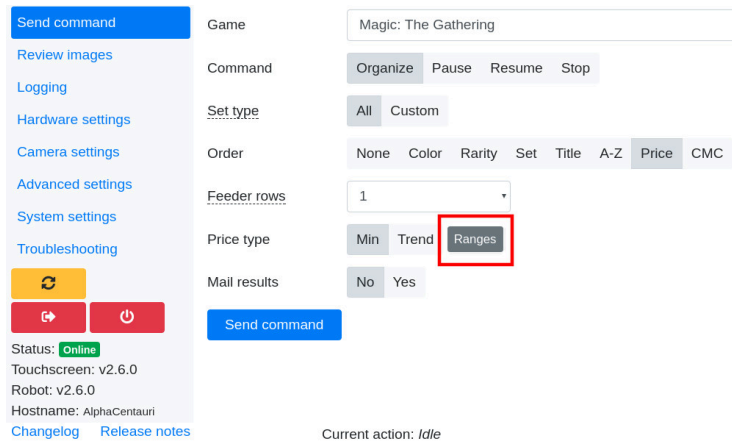 Send command
Review images
Logging
Hardware settings
Camera settings
Advanced settings
System settings
Troubleshooting
Status: Online
Touchscreen: v2.6.0
Robot: v2.6.0
Hostname: AlphaCentauri
Changelog Release notes
Game Magic: The Gathering
Command Organize Pause Resume Stop
Set type All Custom
Order None Color Rarity Set Title A-Z Price CMC
Feeder rows 1
Price type Min Trend Ranges
Mail results No Yes
Send command
Current action: Idle